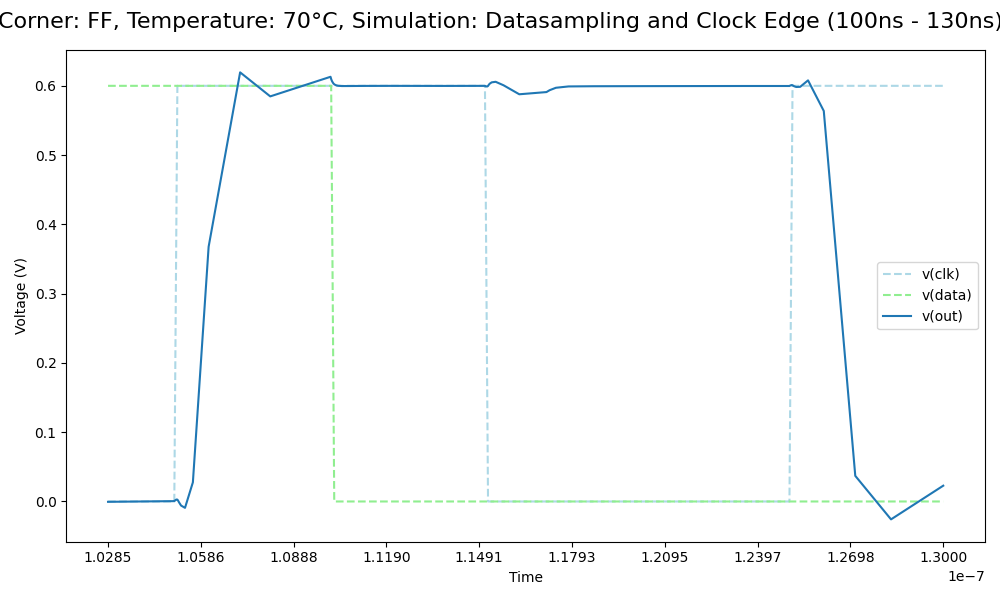 Corner: FF, Temperature: 70°C, Simulation: Datasampling and Clock Edge (100ns - 130ns)
0.6
0.5
0.4
0.3
0.2
0.1
0.0
Voltage (V)
v(clk)
v(data)
v(out)
1.0285 1.0586 1.0888 1.1190 1.1491 1.1793 1.2095 1.2397 1.2698 1.3000
1e−7
Time